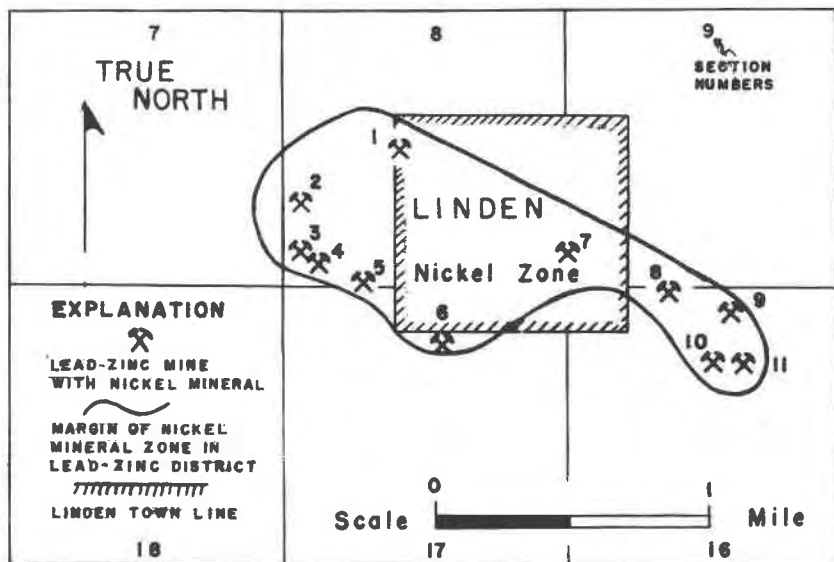 7
8
9
SECTION
NUMBERS
TRUE
NORTH
1
2
3
4
5
6
7
8
9
10
11
LINDEN
Nickel Zone
EXPLANATION
LEAD-ZINC MINE
WITH NICKEL MINERAL
MARGIN OF NICKEL
MINERAL ZONE IN
LEAD-ZINC DISTRICT
LINDEN TOWN LINE
0
1
Scale
Mile
18
17
16